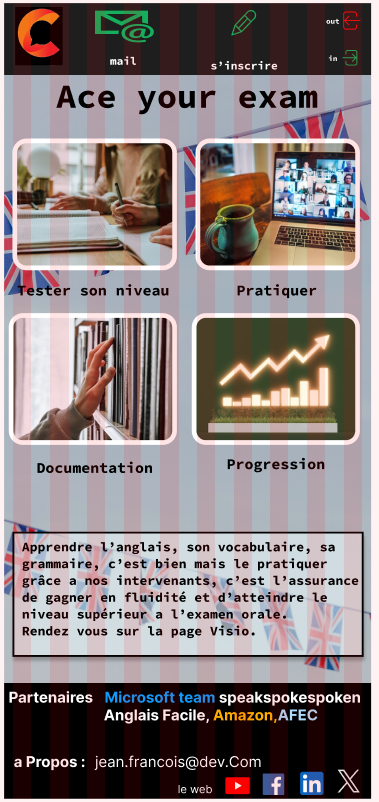 mail
s'inscrire
out
in
Ace your exam
Tester son niveau
Pratiquer
Documentation
Progression
Apprendre l'anglais, son vocabulaire, sa
grammaire, c'est bien mais le pratiquer
grâce a nos intervenants, c'est l'assurance
de gagner en fluidité et d'atteindre le
niveau supérieur a l'examen orale.
Rendez vous sur la page Visio.
Partenaires Microsoft team speakspokespoken
Anglais Facile, Amazon,AFEC
a Propos : jean.francois@dev.Com
le web